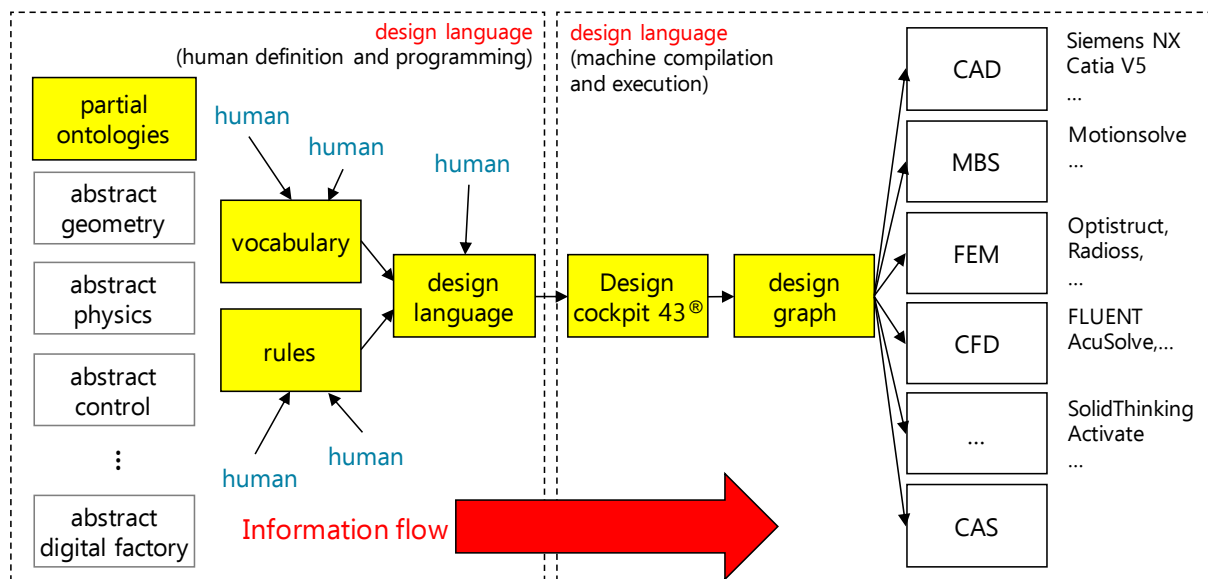 design language
(human definition and programming)
partial
ontologies
abstract
geometry
abstract
physics
abstract
control
...
abstract
digital factory
human
human
human
vocabulary
rules
design
language
human
human
Information flow
design language
(machine compilation
and execution)
Design
cockpit 43®
design
graph
CAD
Siemens NX
Catia V5
...
MBS
Motionsolve
...
FEM
Optistruct,
Radioss,
...
CFD
FLUENT
AcuSolve,...
...
SolidThinking
Activate
...
CAS